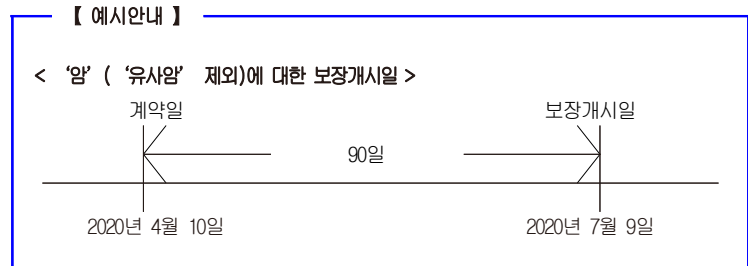 【 예시안내 】
< ‘암’ ( ‘유사암’ 제외)에 대한 보장개시일 >
계약일 보장개시일
90일
2020년 4월 10일 2020년 7월 9일